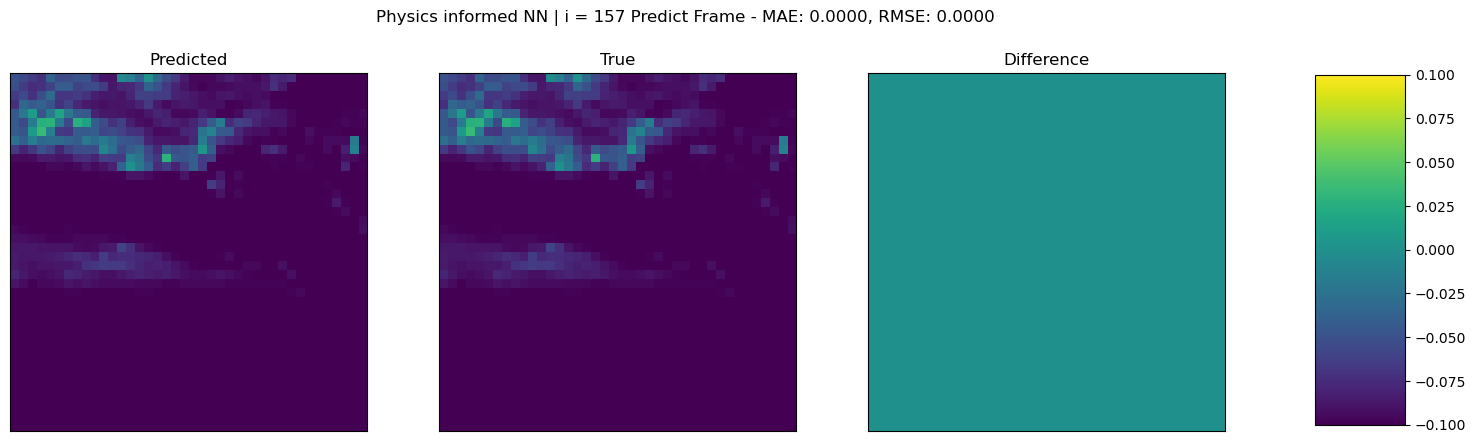 Physics informed NN | i = 157 Predict Frame - MAE: 0.0000, RMSE: 0.0000
Predicted
True
Difference
0.100
0.075
0.050
0.025
0.000
−0.025
−0.050
−0.075
−0.100